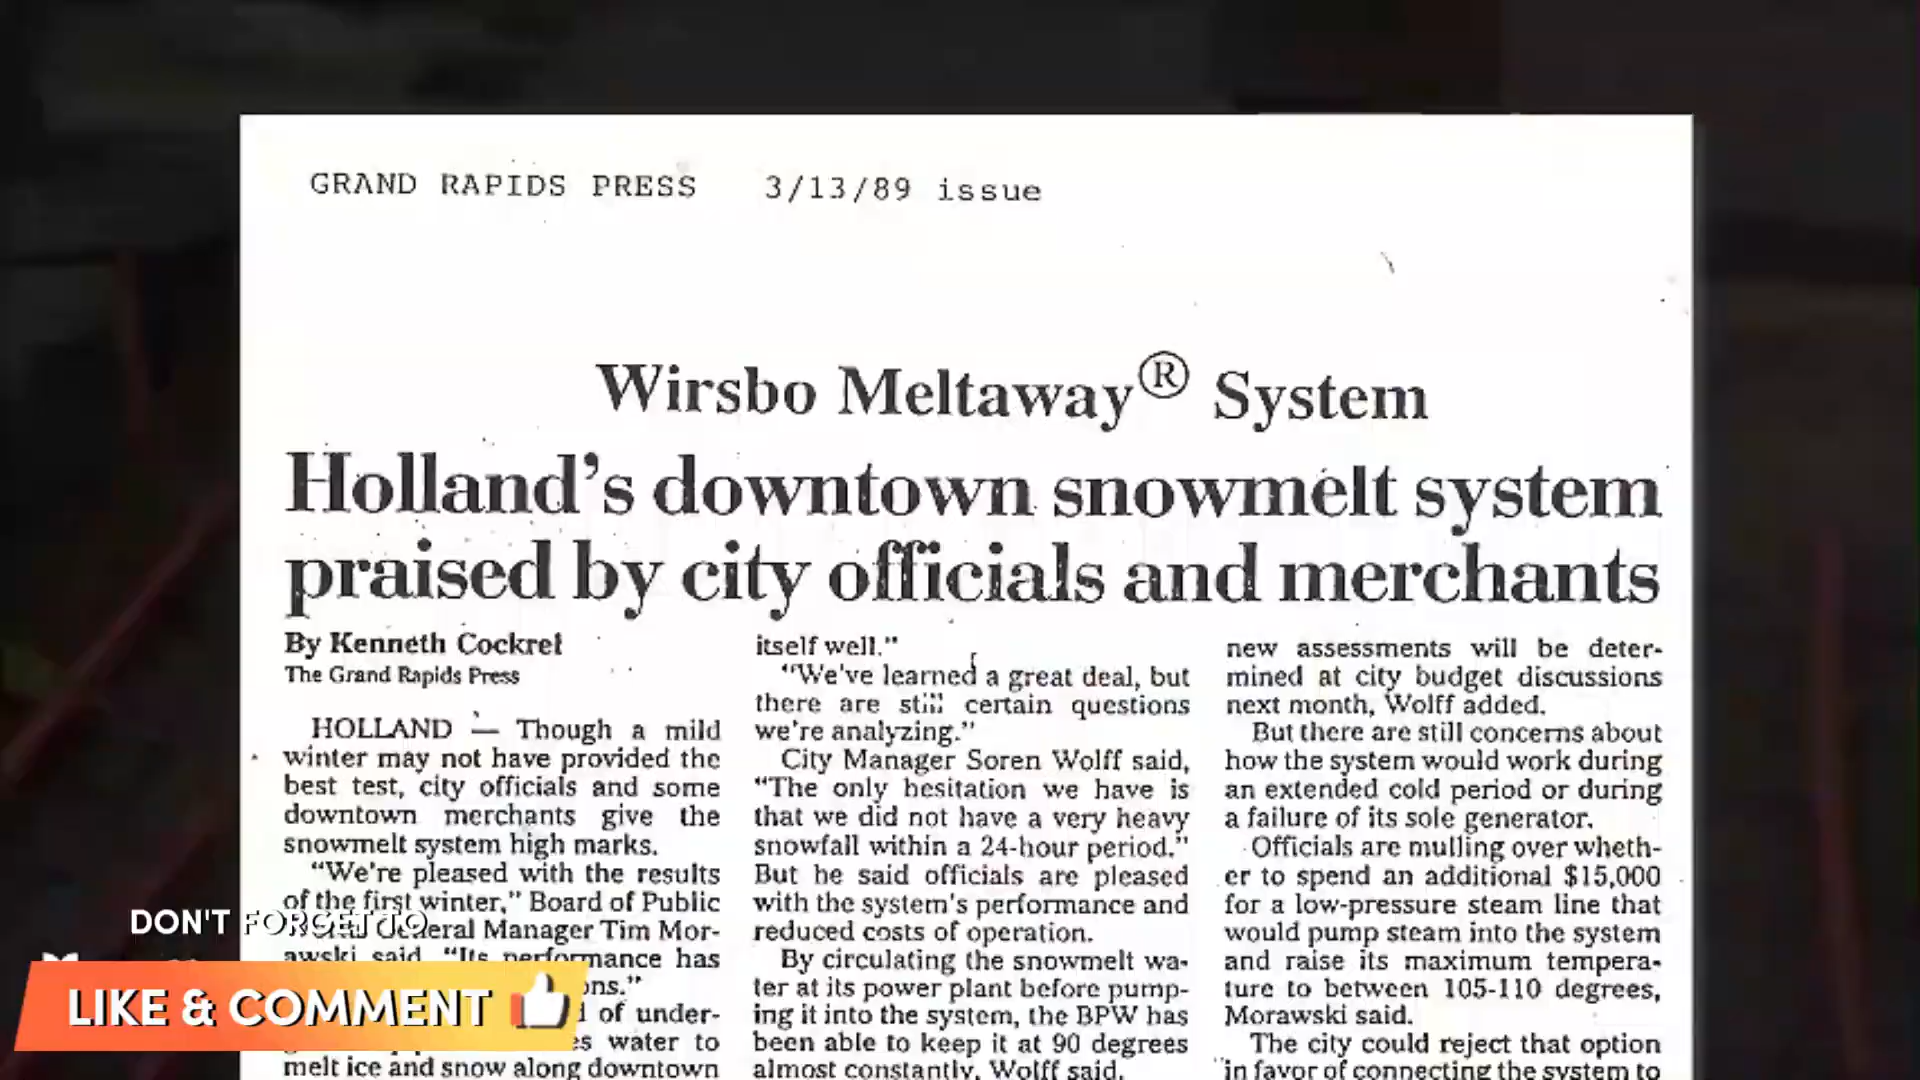 GRAND RAPIDS PRESS 3/13/89 issue
Wirsbo Meltaway® System
Holland's downtown snowmelt system
praised by city officials and merchants
By Kenneth Cockrel
The Grand Rapids Press
HOLLAND — Though a mild
winter may not have provided the
best test, city officials and some
downtown merchants give the
snowmelt system high marks.
"We're pleased with the results
of the first winter," Board of Public
General Manager Tim Mor-
awski said. "Its performance has
ons."
of under-
es water to
melt ice and snow along downtown
itself well."
"We've learned a great deal, but
there are still certain questions
we're analyzing."
City Manager Soren Wolff said,
"The only hesitation we have is
that we did not have a very heavy
snowfall within a 24-hour period."
But he said officials are pleased
with the system's performance and
reduced costs of operation.
By circulating the snowmelt wa-
ter at its power plant before pump-
ing it into the system, the BPW has
been able to keep it at 90 degrees
almost constantly, Wolff said.
new assessments will be deter-
mined at city budget discussions
next month, Wolff added.
But there are still concerns about
how the system would work during
an extended cold period or during
a failure of its sole generator.
Officials are mulling over wheth-
er to spend an additional $15,000
for a low-pressure steam line that
would pump steam into the system
and raise its maximum tempera-
ture to between 105-110 degrees,
Morawski said.
The city could reject that option
in favor of connecting the system to
DON'T FORGET TO
LIKE & COMMENT